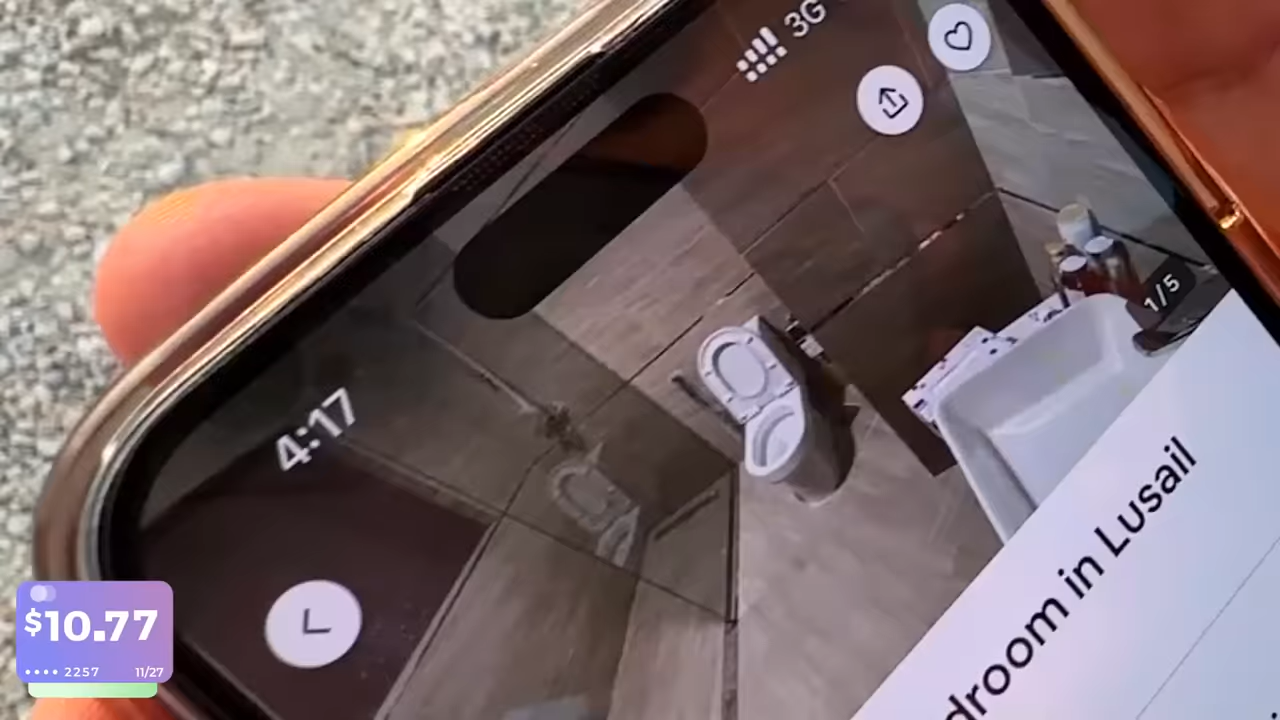 3G
4:17
1/5
droom in Lusail
$10.77
•••• 2257
11/27